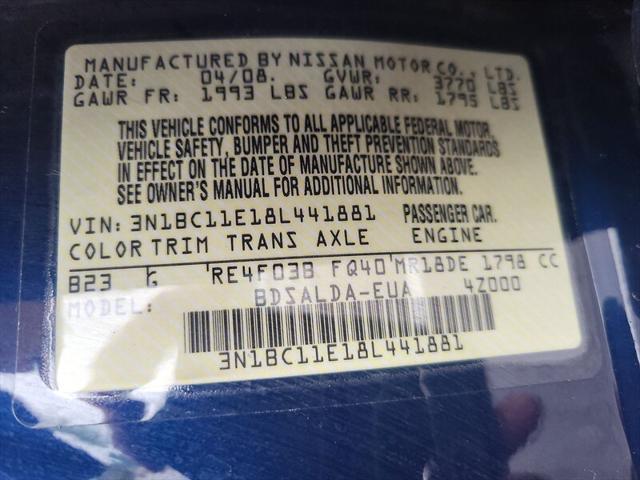 MANUFACTURED BY NISSAN MOTOR CO., LTD.
DATE: 04/08. GVWR: 3770 LBS
GAWR FR: 1993 LBS GAWR RR: 1795 LBS
THIS VEHICLE CONFORMS TO ALL APPLICABLE FEDERAL MOTOR
VEHICLE SAFETY, BUMPER AND THEFT PREVENTION STANDARDS
IN EFFECT ON THE DATE OF MANUFACTURE SHOWN ABOVE.
SEE OWNER'S MANUAL FOR ADDITIONAL INFORMATION.
VIN: 3N1BC11E18L441881 PASSENGER CAR.
COLOR TRIM TRANS AXLE ENGINE
B23 G RE4F03B FQ40 MR18DE 1798 CC
MODEL: BDSALDA-EUA 4Z000
3N1BC11E18L441881